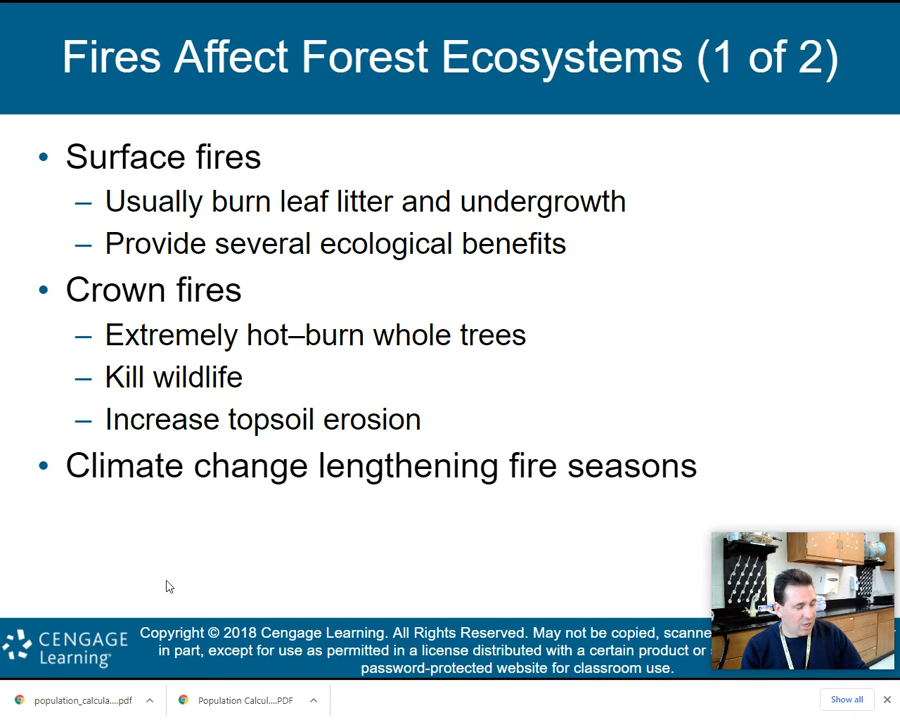 Fires Affect Forest Ecosystems (1 of 2)
• Surface fires
– Usually burn leaf litter and undergrowth
– Provide several ecological benefits
• Crown fires
– Extremely hot–burn whole trees
– Kill wildlife
– Increase topsoil erosion
• Climate change lengthening fire seasons
CENGAGE
Learning
Copyright © 2018 Cengage Learning. All Rights Reserved. May not be copied, scanne
in part, except for use as permitted in a license distributed with a certain product or
password-protected website for classroom use.
population_calcula....pdf
Population Calcul....PDF
Show all